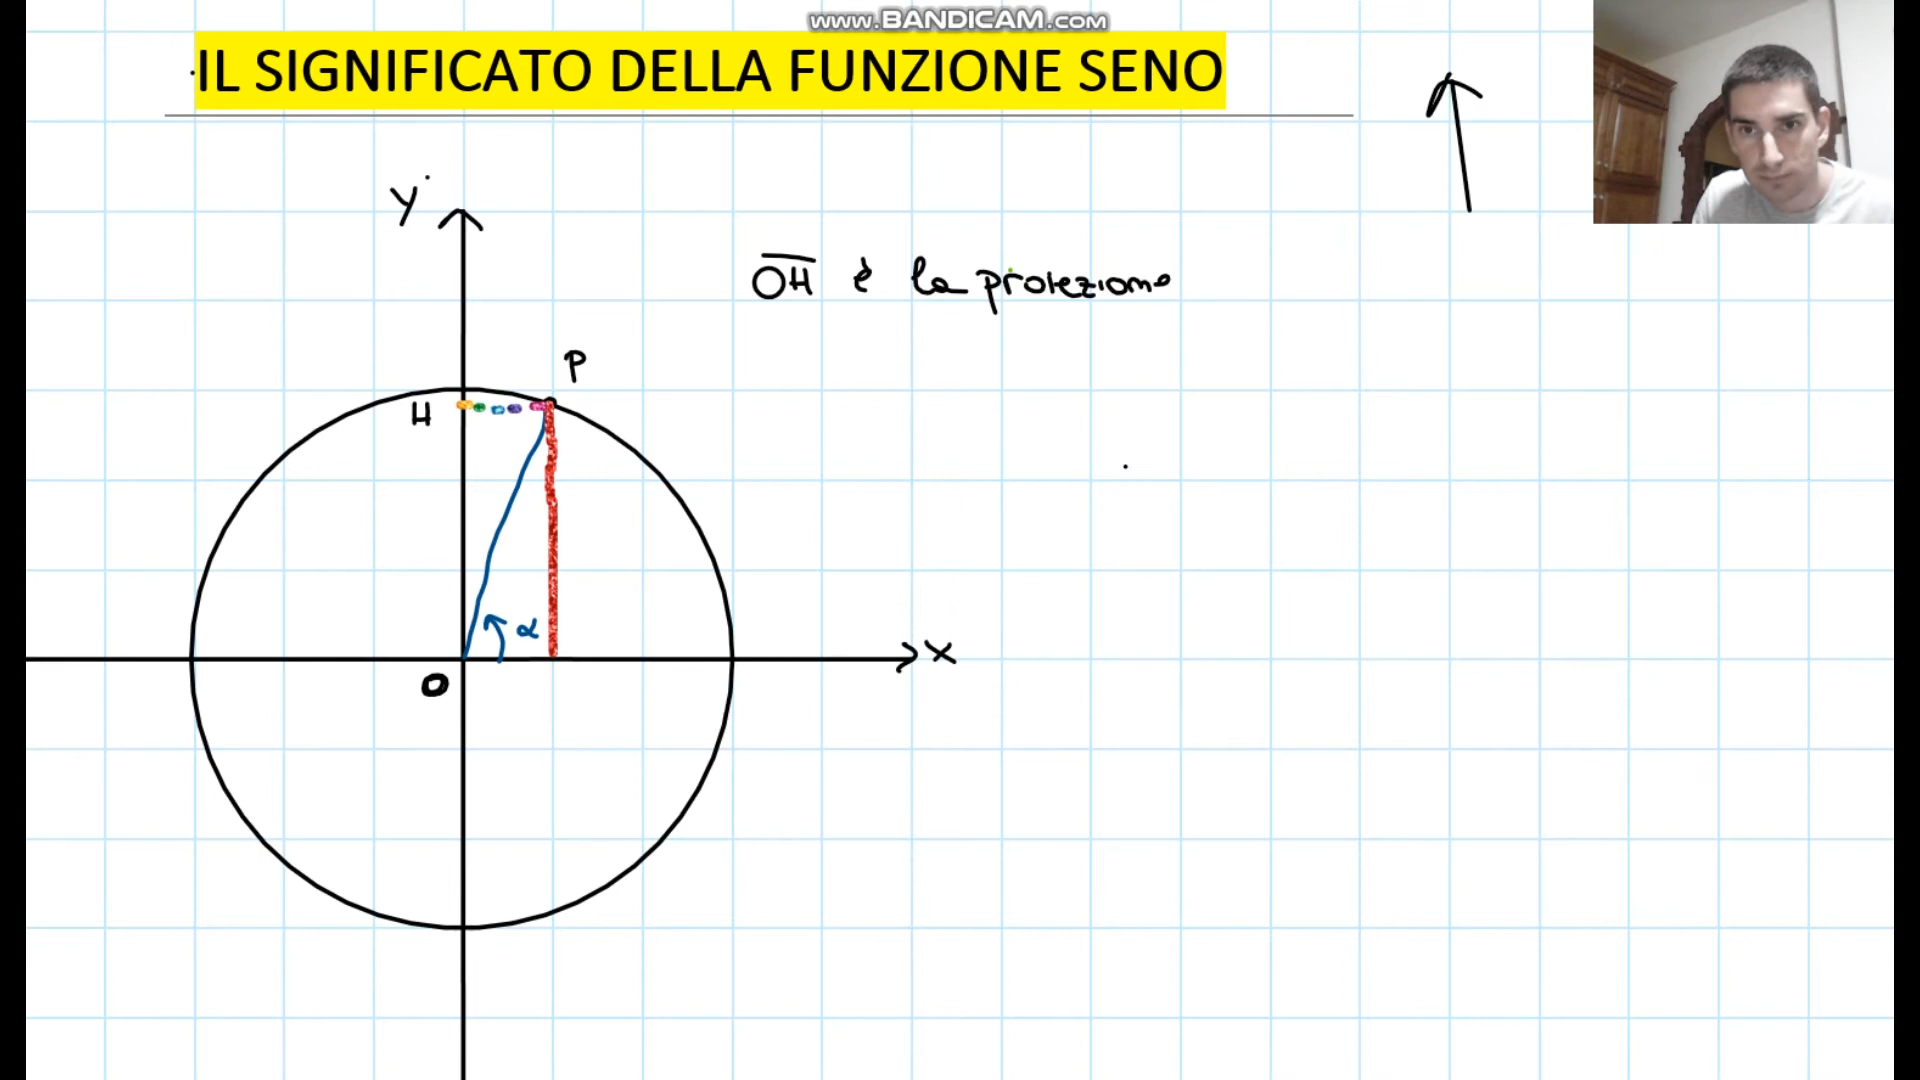 www.BANDICAM.com
IL SIGNIFICATO DELLA FUNZIONE SENO
y
OH è la proiezione
P
H
α
x
O